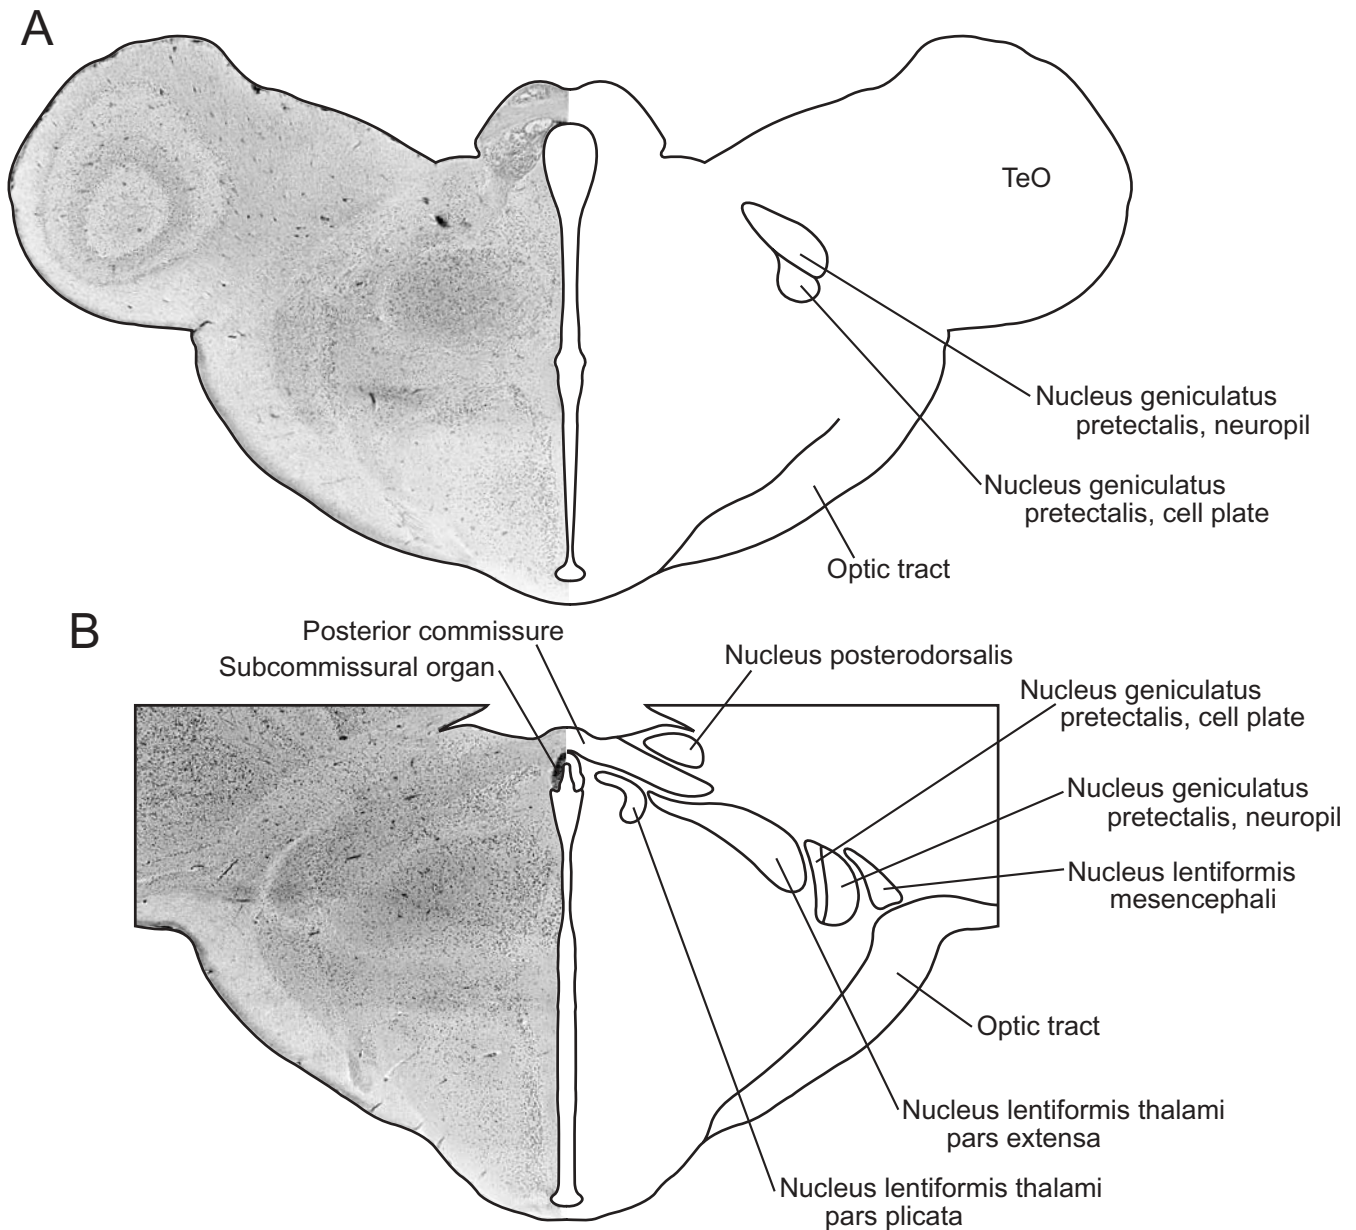 A
TeO
Nucleus geniculatus
pretectalis, neuropil
Nucleus geniculatus
pretectalis, cell plate
Optic tract
B
Posterior commissure
Subcommissural organ
Nucleus posterodorsalis
Nucleus geniculatus
pretectalis, cell plate
Nucleus geniculatus
pretectalis, neuropil
Nucleus lentiformis
mesencephali
Optic tract
Nucleus lentiformis thalami
pars extensa
Nucleus lentiformis thalami
pars plicata